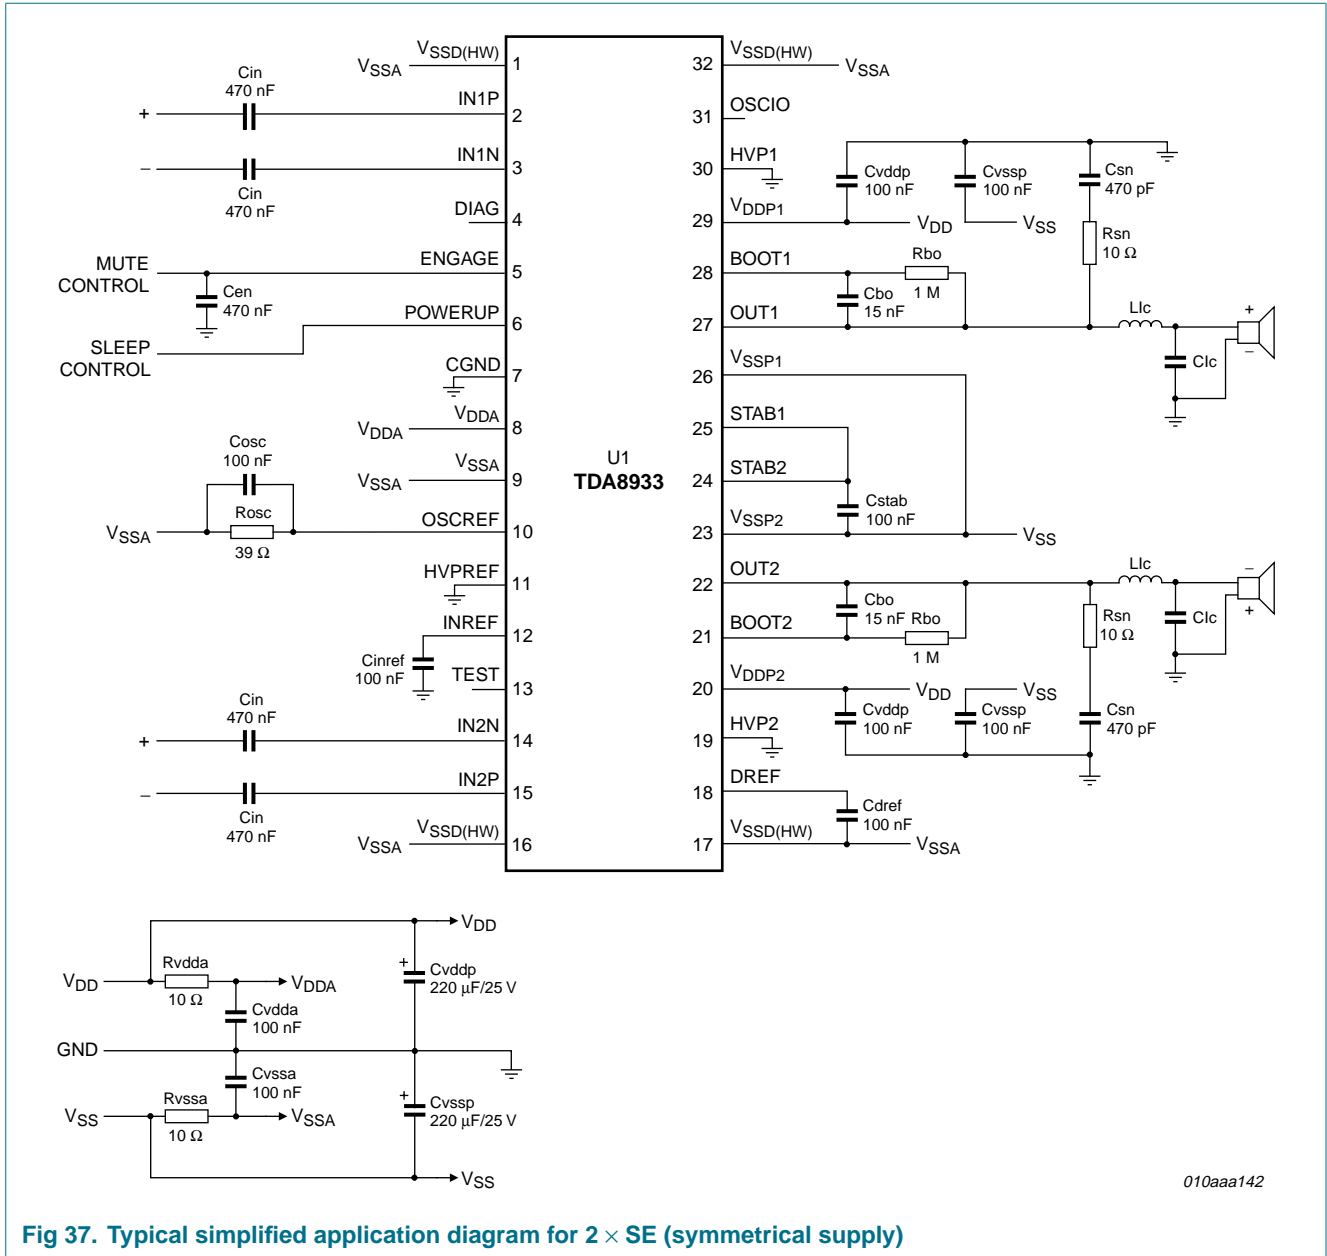 VSSD(HW)
VSSA
1
Cin
470 nF
+
IN1P
2
IN1N
3
−
Cin
470 nF
DIAG
4
MUTE
CONTROL
ENGAGE
5
Cen
470 nF
POWERUP
6
SLEEP
CONTROL
CGND
7
VDDA
VDDA
8
Cosc
100 nF
VSSA
VSSA
9
Rosc
VSSA
39 Ω
OSCREF
10
HVPREF
11
INREF
12
Cinref
100 nF
TEST
13
Cin
470 nF
+
IN2N
14
IN2P
15
−
Cin
470 nF
VSSD(HW)
VSSA
16
U1
TDA8933
VSSD(HW)
32
VSSA
OSCIO
31
HVP1
30
Cvddp
100 nF
Cvssp
100 nF
Csn
470 pF
VDDP1
29
VDD
VSS
Rsn
10 Ω
BOOT1
28
Rbo
1 M
Cbo
15 nF
OUT1
27
Llc
+
−
Clc
VSSP1
26
STAB1
25
STAB2
24
Cstab
100 nF
VSSP2
23
VSS
OUT2
22
Llc
−
+
Cbo
15 nF
Rbo
1 M
Rsn
10 Ω
Clc
BOOT2
21
VDDP2
20
VDD
VSS
Cvddp
100 nF
Cvssp
100 nF
Csn
470 pF
HVP2
19
DREF
18
Cdref
100 nF
VSSD(HW)
17
VSSA
VDD
VDD
Rvdda
10 Ω
VDDA
+
Cvddp
220 μF/25 V
Cvdda
100 nF
GND
Cvssa
100 nF
+
Cvssp
220 μF/25 V
VSS
Rvssa
10 Ω
VSSA
VSS
010aaa142
Fig 37. Typical simplified application diagram for 2 × SE (symmetrical supply)